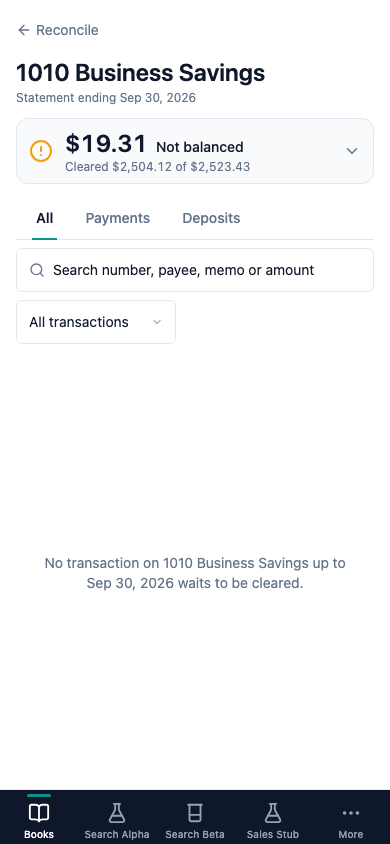 Reconcile
1010 Business Savings
Statement ending Sep 30, 2026
$19.31 Not balanced
Cleared $2,504.12 of $2,523.43
All Payments Deposits
Search number, payee, memo or amount
All transactions
No transaction on 1010 Business Savings up to
Sep 30, 2026 waits to be cleared.
Books Search Alpha Search Beta Sales Stub More